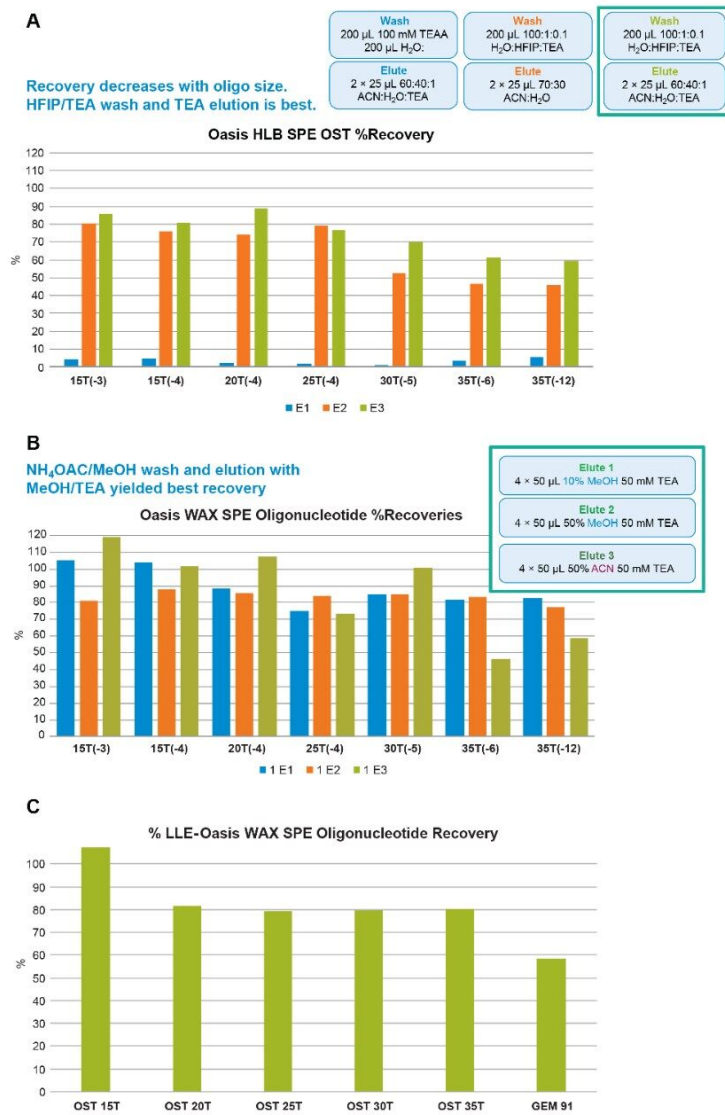 A
Wash
200 µL 100 mM TEAA
200 µL H₂O:
Wash
200 µL 100:1:0.1
H₂O:HFIP:TEA
Wash
200 µL 100:1:0.1
H₂O:HFIP:TEA
Elute
2 × 25 µL 60:40:1
ACN:H₂O:TEA
Elute
2 × 25 µL 70:30
ACN:H₂O
Elute
2 × 25 µL 60:40:1
ACN:H₂O:TEA
Recovery decreases with oligo size.
HFIP/TEA wash and TEA elution is best.
Oasis HLB SPE OST %Recovery
120
110
100
90
80
70
60
50
40
30
20
10
0
%
15T(-3) 15T(-4) 20T(-4) 25T(-4) 30T(-5) 35T(-6) 35T(-12)
E1 E2 E3
B
NH₄OAC/MeOH wash and elution with
MeOH/TEA yielded best recovery
Elute 1
4 × 50 µL 10% MeOH 50 mM TEA
Elute 2
4 × 50 µL 50% MeOH 50 mM TEA
Elute 3
4 × 50 µL 50% ACN 50 mM TEA
Oasis WAX SPE Oligonucleotide %Recoveries
120
110
100
90
80
70
60
50
40
30
20
10
0
%
15T(-3) 15T(-4) 20T(-4) 25T(-4) 30T(-5) 35T(-6) 35T(-12)
1 E1 1 E2 1 E3
C
% LLE-Oasis WAX SPE Oligonucleotide Recovery
100
90
80
70
60
50
40
30
20
10
0
%
OST 15T OST 20T OST 25T OST 30T OST 35T GEM 91